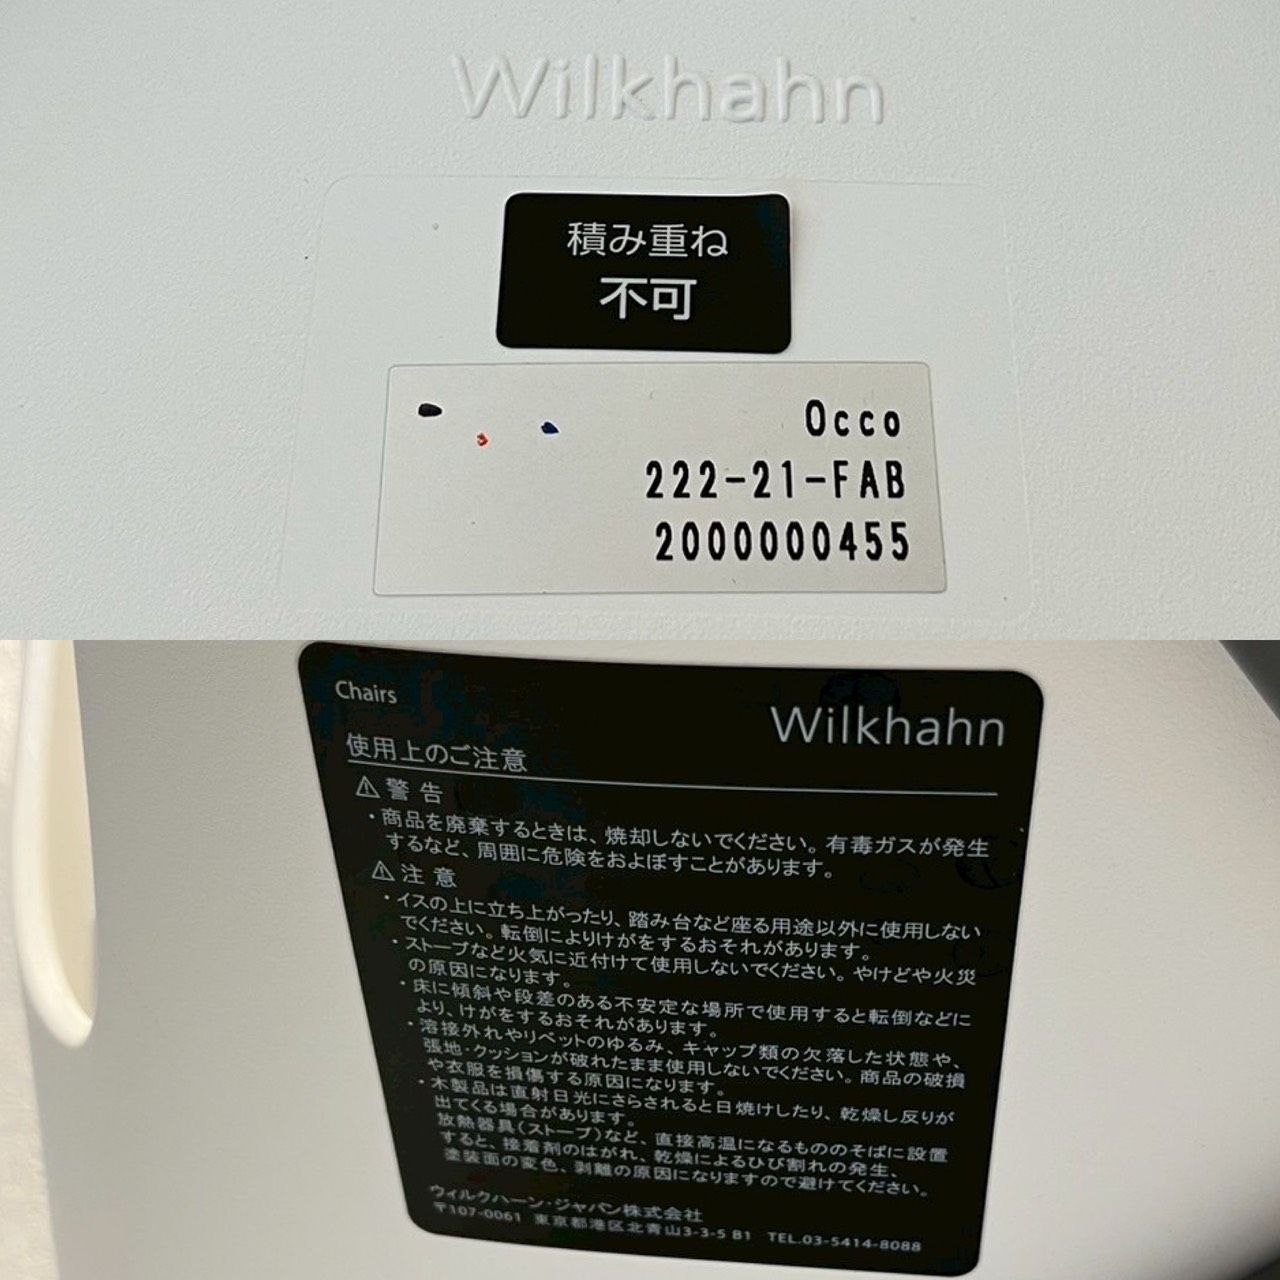 Wilkhahn
積み重ね
不可
Occo
222-21-FAB
2000000455
Chairs
Wilkhahn
使用上のご注意
⚠警告
・商品を廃棄するときは、焼却しないでください。有毒ガスが発生
するなど、周囲に危険をおよぼすことがあります。
⚠注意
・イスの上に立ち上がったり、踏み台など座る用途以外に使用しない
でください。転倒によりけがをするおそれがあります。
・ストーブなど火気に近付けて使用しないでください。やけどや火災
の原因になります。
・床に傾斜や段差のある不安定な場所で使用すると転倒などに
より、けがをするおそれがあります。
・溶接外れやリベットのゆるみ、キャップ類の欠落した状態や、
張地・クッションが破れたまま使用しないでください。商品の破損
や衣服を損傷する原因になります。
・木製品は直射日光にさらされると日焼けしたり、乾燥し反りが
出てくる場合があります。
放熱器具(ストーブ)など、直接高温になるもののそばに設置
すると、接着剤のはがれ、乾燥によるひび割れの発生、
塗装面の変色、剥離の原因になりますので避けてください。
ウィルクハーン・ジャパン株式会社
〒107-0061 東京都港区北青山3-3-5 B1 TEL.03-5414-8088